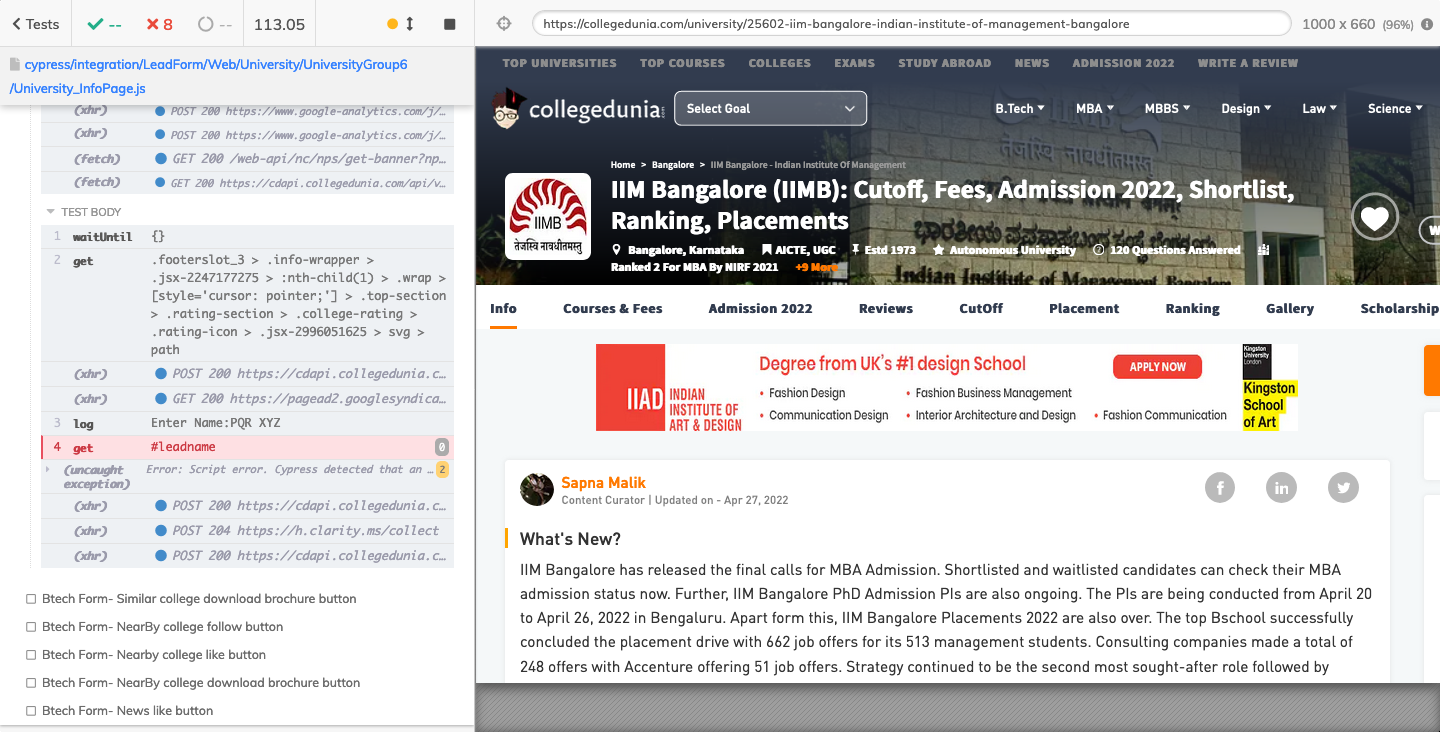 Tests
--
8
--
113.05
https://collegedunia.com/university/25602-iim-bangalore-indian-institute-of-management-bangalore
1000 x 660 (96%)
cypress/integration/LeadForm/Web/University/UniversityGroup6
/University_InfoPage.js
(xhr) POST 200 https://www.google-analytics.com/j/…
(xhr) POST 200 https://www.google-analytics.com/j/…
(fetch) GET 200 /web-api/nc/nps/get-banner?np…
(fetch) GET 200 https://cdapi.collegedunia.com/api/v…
TEST BODY
1 waitUntil {}
2 get .footerslot_3 > .info-wrapper >
.jsx-2247177275 > :nth-child(1) > .wrap >
[style='cursor: pointer;'] > .top-section
> .rating-section > .college-rating >
.rating-icon > .jsx-2996051625 > svg >
path
(xhr) POST 200 https://cdapi.collegedunia.c…
(xhr) GET 200 https://pagead2.googlesyndica…
3 log Enter Name:PQR XYZ
4 get #leadname 0
(uncaught exception) Error: Script error. Cypress detected that an … 2
(xhr) POST 200 https://cdapi.collegedunia.c…
(xhr) POST 204 https://h.clarity.ms/collect
(xhr) POST 200 https://cdapi.collegedunia.c…
Btech Form- Similar college download brochure button
Btech Form- NearBy college follow button
Btech Form- Nearby college like button
Btech Form- NearBy college download brochure button
Btech Form- News like button
TOP UNIVERSITIES TOP COURSES COLLEGES EXAMS STUDY ABROAD NEWS ADMISSION 2022 WRITE A REVIEW
collegedunia
Select Goal
B.Tech MBA MBBS Design Law Science
Home > Bangalore > IIM Bangalore - Indian Institute Of Management
IIMB
तेजस्वि नावधीतमस्तु
IIM Bangalore (IIMB): Cutoff, Fees, Admission 2022, Shortlist,
Ranking, Placements
W
Bangalore, Karnataka AICTE, UGC Estd 1973 Autonomous University 120 Questions Answered
Ranked 2 For MBA By NIRF 2021 +9 More
तेजस्वि नावधीतमस्तु
Indian Institute of Management, Bangalore
Info Courses & Fees Admission 2022 Reviews CutOff Placement Ranking Gallery Scholarship
IIAD INDIAN
INSTITUTE OF
ART & DESIGN
Degree from UK's #1 design School
APPLY NOW
• Fashion Design • Fashion Business Management
• Communication Design • Interior Architecture and Design • Fashion Communication
Kingston
University
London
Kingston
School
of Art
Sapna Malik
Content Curator | Updated on - Apr 27, 2022
What's New?
IIM Bangalore has released the final calls for MBA Admission. Shortlisted and waitlisted candidates can check their MBA
admission status now. Further, IIM Bangalore PhD Admission PIs are also ongoing. The PIs are being conducted from April 20
to April 26, 2022 in Bengaluru. Apart form this, IIM Bangalore Placements 2022 are also over. The top Bschool successfully
concluded the placement drive with 662 job offers for its 513 management students. Consulting companies made a total of
248 offers with Accenture offering 51 job offers. Strategy continued to be the second most sought-after role followed by